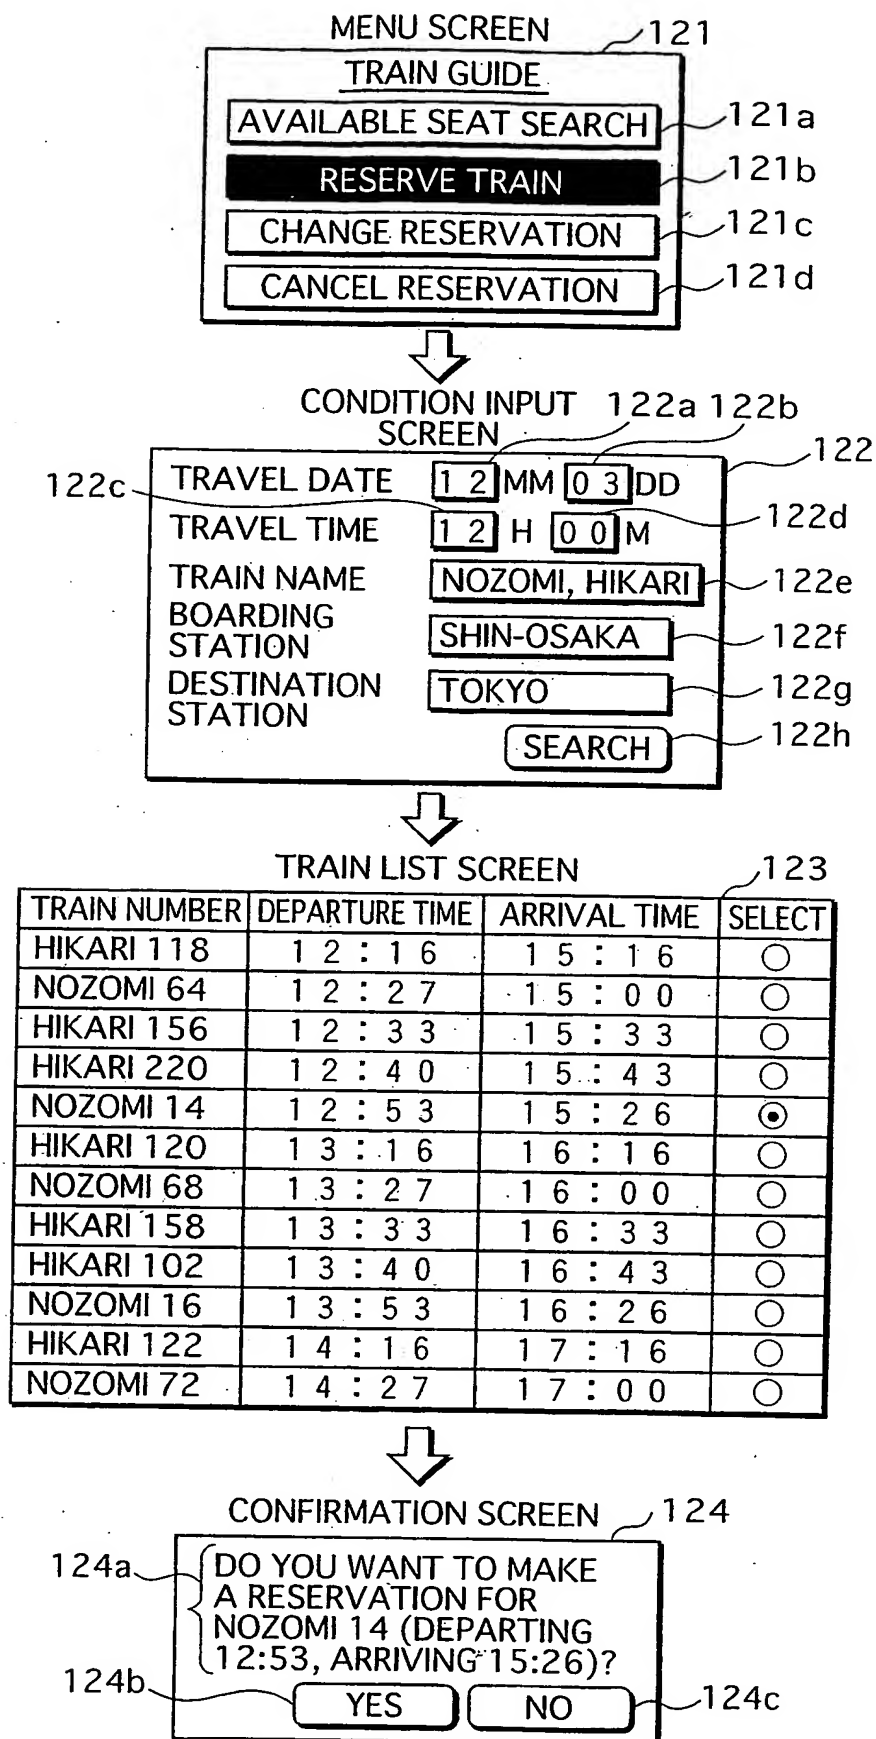 MENU SCREEN
121
TRAIN GUIDE
AVAILABLE SEAT SEARCH 121a
RESERVE TRAIN 121b
CHANGE RESERVATION 121c
CANCEL RESERVATION 121d
CONDITION INPUT SCREEN 122a 122b
122
TRAVEL DATE 12 MM 03 DD
122c
TRAVEL TIME 12 H 00 M 122d
TRAIN NAME NOZOMI, HIKARI 122e
BOARDING STATION SHIN-OSAKA 122f
DESTINATION STATION TOKYO 122g
SEARCH 122h
TRAIN LIST SCREEN 123
TRAIN NUMBER DEPARTURE TIME ARRIVAL TIME SELECT
HIKARI 118 12:16 15:16
NOZOMI 64 12:27 15:00
HIKARI 156 12:33 15:33
HIKARI 220 12:40 15:43
NOZOMI 14 12:53 15:26
HIKARI 120 13:16 16:16
NOZOMI 68 13:27 16:00
HIKARI 158 13:33 16:33
HIKARI 102 13:40 16:43
NOZOMI 16 13:53 16:26
HIKARI 122 14:16 17:16
NOZOMI 72 14:27 17:00
CONFIRMATION SCREEN 124
124a DO YOU WANT TO MAKE
A RESERVATION FOR
NOZOMI 14 (DEPARTING
12:53, ARRIVING 15:26)?
124b YES NO 124c